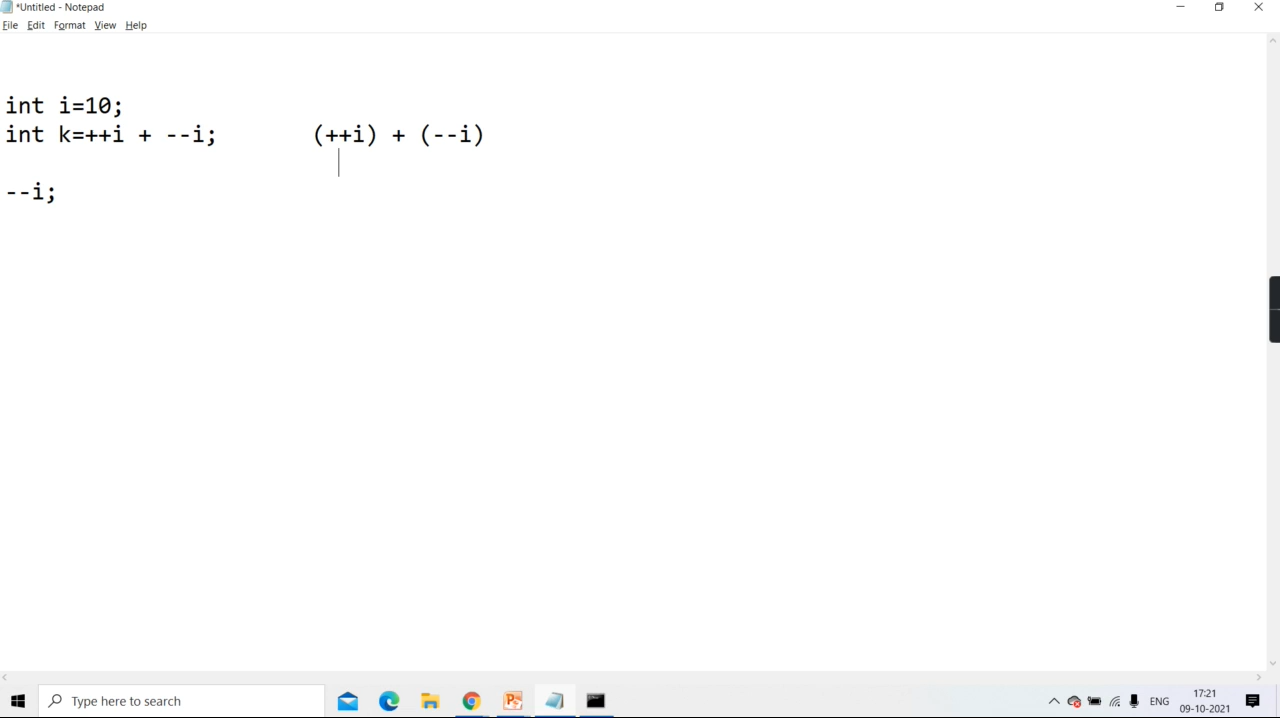 *Untitled - Notepad
File Edit Format View Help
int i=10;
int k=++i + --i; (++i) + (--i)
--i;
Type here to search
ENG
17:21
09-10-2021